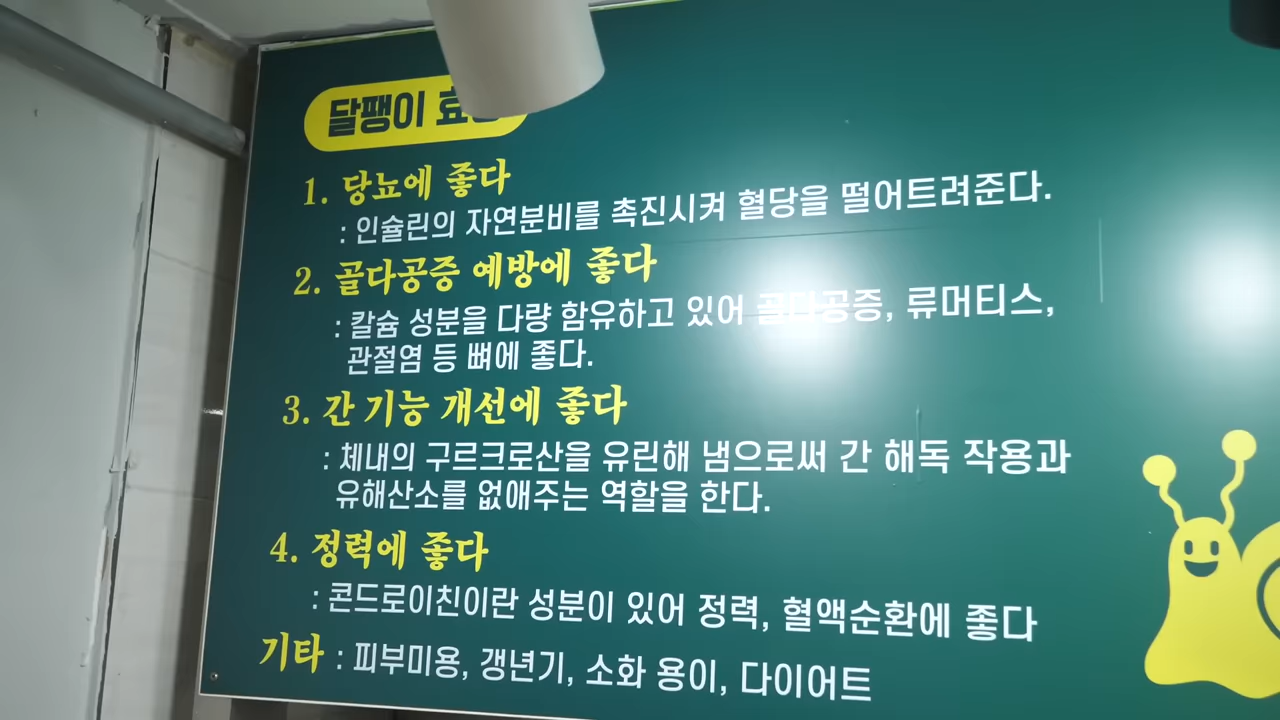 달팽이
1. 당뇨에 좋다
: 인슐린의 자연분비를 촉진시켜 혈당을 떨어트려준다.
2. 골다공증 예방에 좋다
: 칼슘 성분을 다량 함유하고 있어 골다공증, 류머티스,
관절염 등 뼈에 좋다.
3. 간 기능 개선에 좋다
: 체내의 구르크로산을 유린해 냄으로써 간 해독 작용과
유해산소를 없애주는 역할을 한다.
4. 정력에 좋다
: 콘드로이친이란 성분이 있어 정력, 혈액순환에 좋다
기타 : 피부미용, 갱년기, 소화 용이, 다이어트